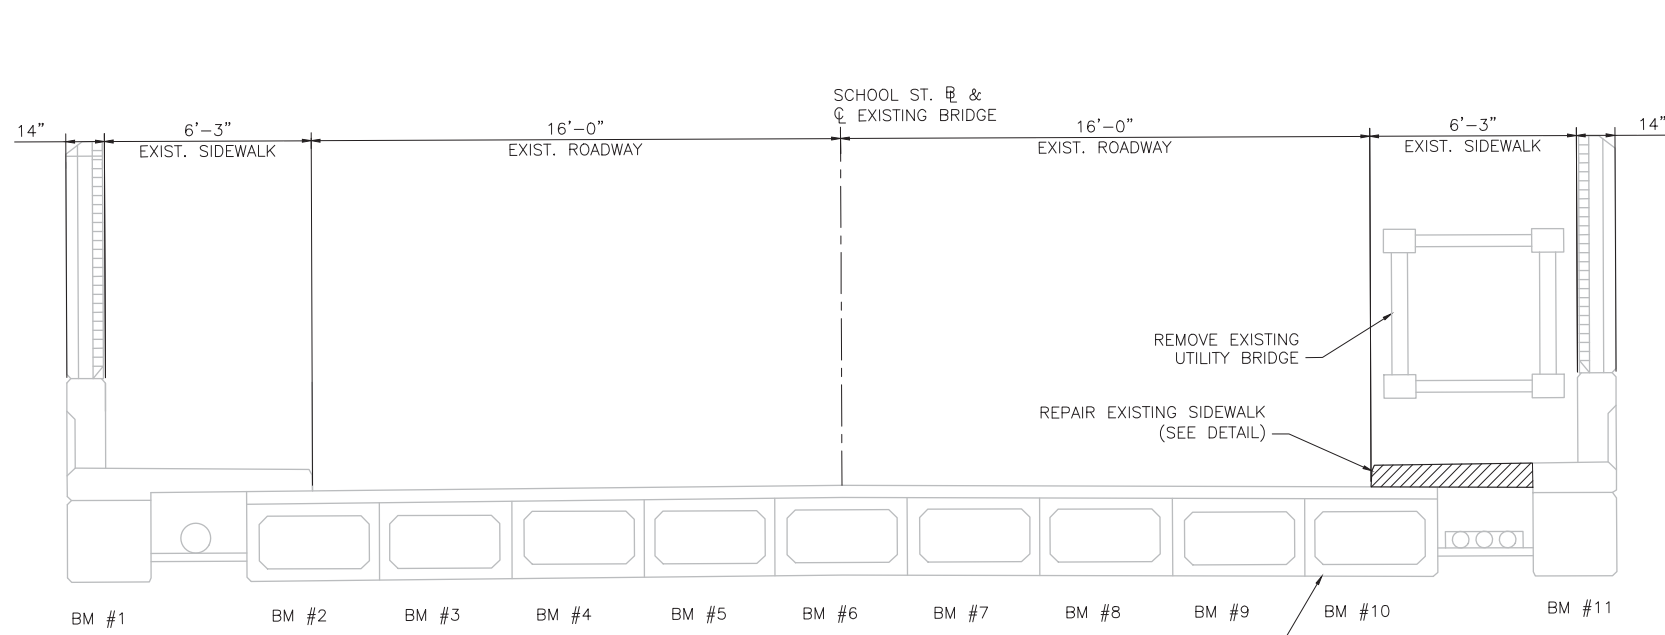 SCHOOL ST. BL &
CL EXISTING BRIDGE
14" 6'-3" 16'-0" 16'-0" 6'-3" 14"
EXIST. SIDEWALK EXIST. ROADWAY EXIST. ROADWAY EXIST. SIDEWALK
REMOVE EXISTING
UTILITY BRIDGE
REPAIR EXISTING SIDEWALK
(SEE DETAIL)
BM #1 BM #2 BM #3 BM #4 BM #5 BM #6 BM #7 BM #8 BM #9 BM #10 BM #11